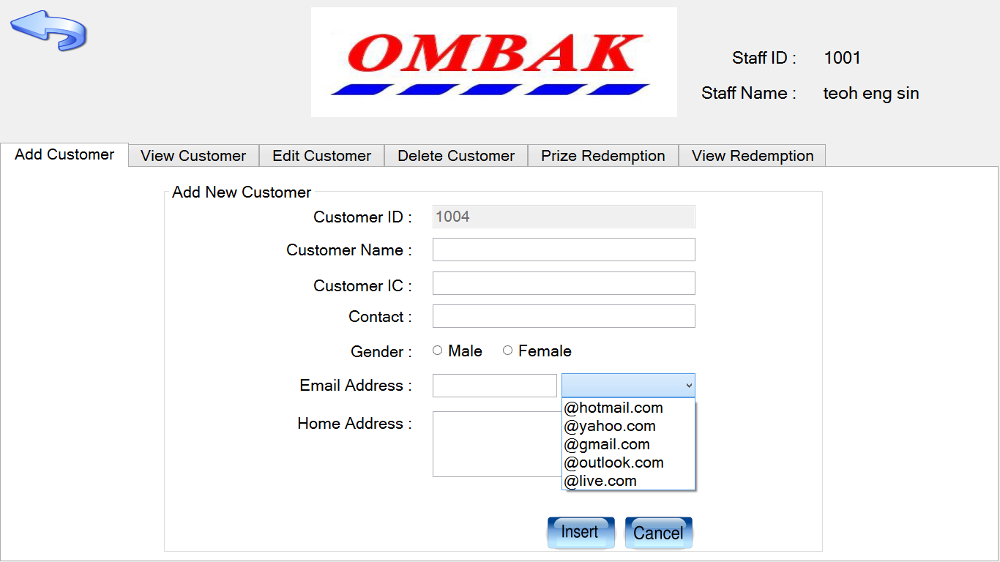 OMBAK
Staff ID : 1001
Staff Name : teoh eng sin
Add Customer View Customer Edit Customer Delete Customer Prize Redemption View Redemption
Add New Customer
Customer ID : 1004
Customer Name :
Customer IC :
Contact :
Gender : Male Female
Email Address :
@hotmail.com
Home Address :
@yahoo.com
@gmail.com
@outlook.com
@live.com
Insert Cancel